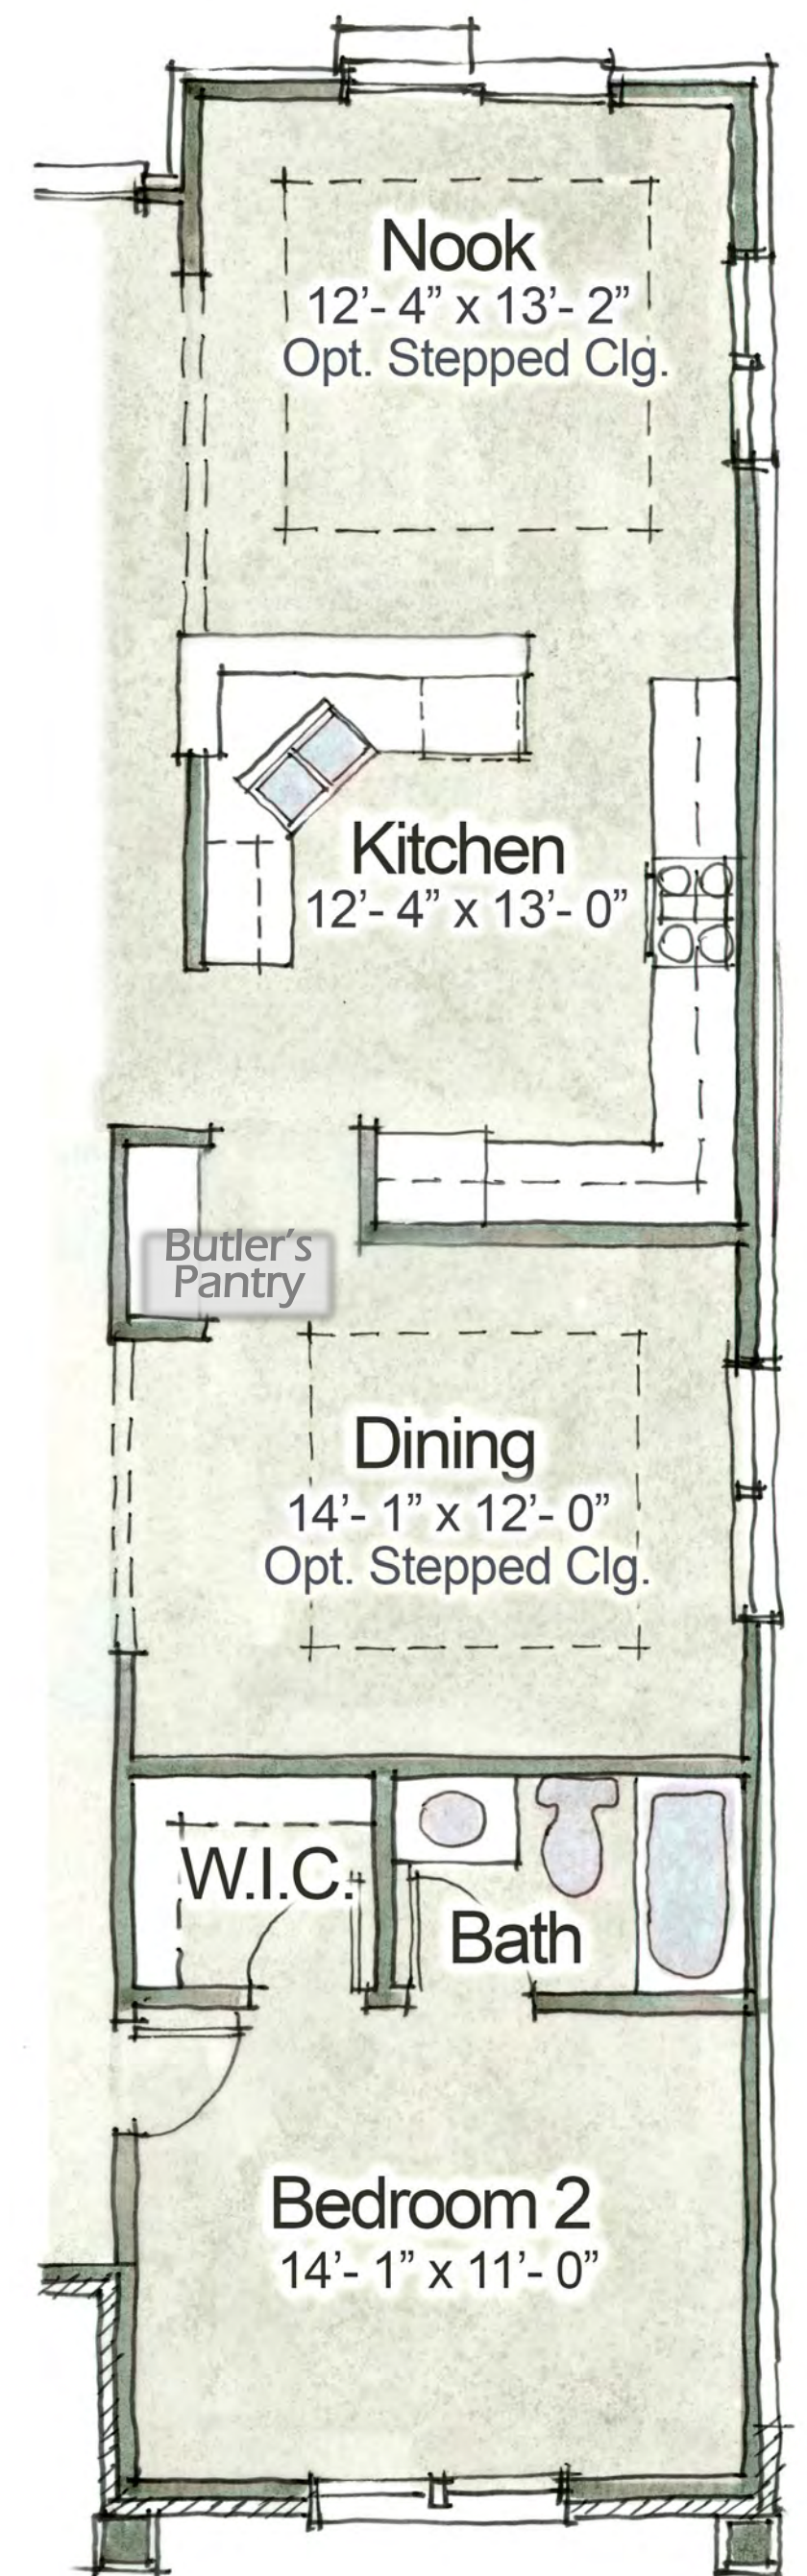 Nook
12'- 4” x 13'- 2”
Opt. Stepped Clg.
Kitchen
12'- 4” x 13'- 0”
Butler's
Pantry
Dining
14'- 1” x 12'- 0”
Opt. Stepped Clg.
W.I.C.
Bath
Bedroom 2
14'- 1” x 11'- 0”